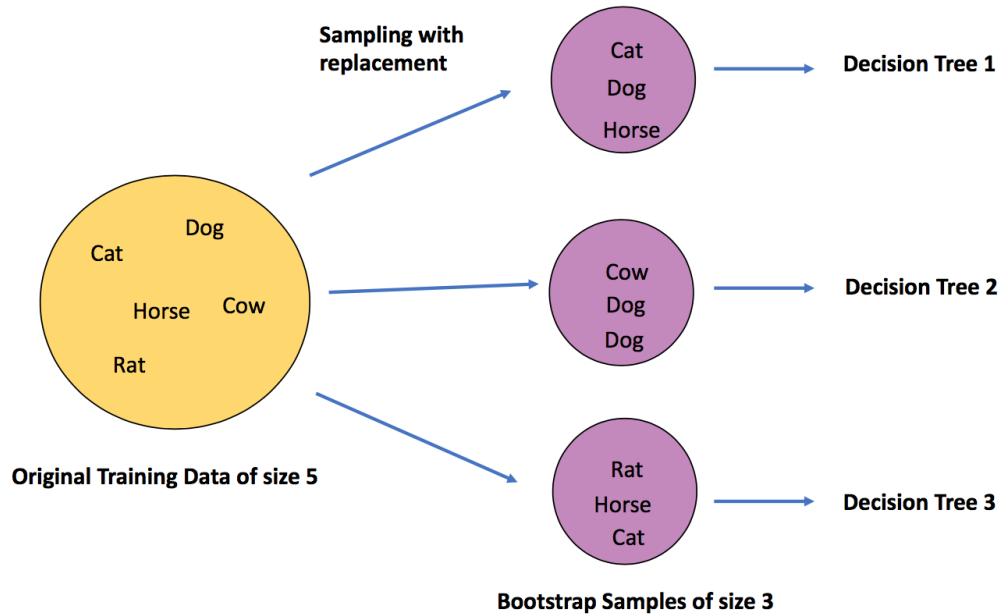 Sampling with
replacement
Cat
Dog
Horse
Decision Tree 1
Dog
Cat
Horse
Cow
Rat
Original Training Data of size 5
Cow
Dog
Dog
Decision Tree 2
Rat
Horse
Cat
Decision Tree 3
Bootstrap Samples of size 3